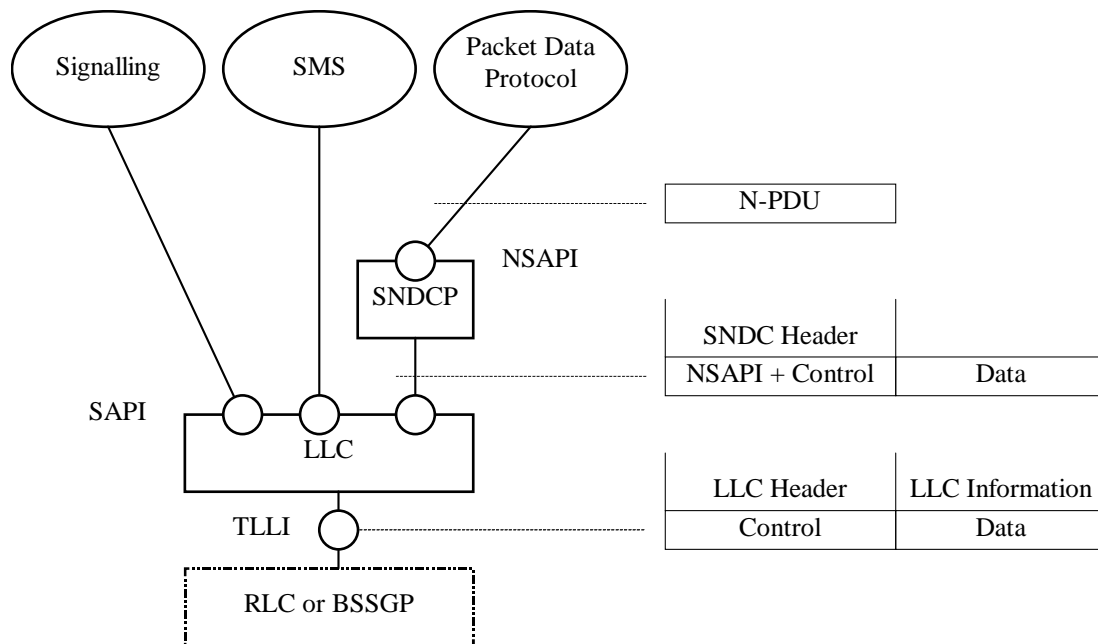 Signalling
SMS
Packet Data
Protocol
N-PDU
NSAPI
SNDCP
SNDC Header
NSAPI + Control
Data
SAPI
LLC
LLC Header
LLC Information
TLLI
Control
Data
RLC or BSSGP